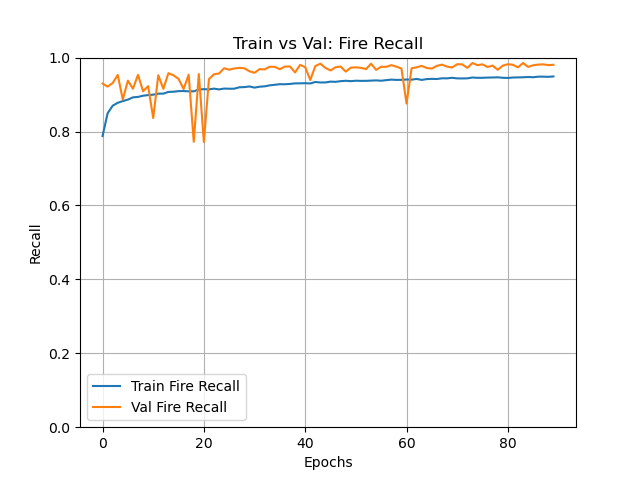 Train vs Val: Fire Recall
1.0
0.8
0.6
0.4
0.2
0.0
Recall
Train Fire Recall
Val Fire Recall
0 20 40 60 80
Epochs